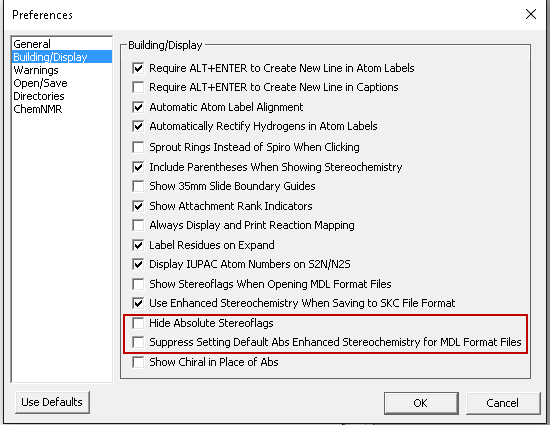 Preferences
General
Building/Display
Warnings
Open/Save
Directories
ChemNMR
Building/Display
Require ALT+ENTER to Create New Line in Atom Labels
Require ALT+ENTER to Create New Line in Captions
Automatic Atom Label Alignment
Automatically Rectify Hydrogens in Atom Labels
Sprout Rings Instead of Spiro When Clicking
Include Parentheses When Showing Stereochemistry
Show 35mm Slide Boundary Guides
Show Attachment Rank Indicators
Always Display and Print Reaction Mapping
Label Residues on Expand
Display IUPAC Atom Numbers on S2N/N2S
Show Stereoflags When Opening MDL Format Files
Use Enhanced Stereochemistry When Saving to SKC File Format
Hide Absolute Stereoflags
Suppress Setting Default Abs Enhanced Stereochemistry for MDL Format Files
Show Chiral in Place of Abs
Use Defaults
OK
Cancel